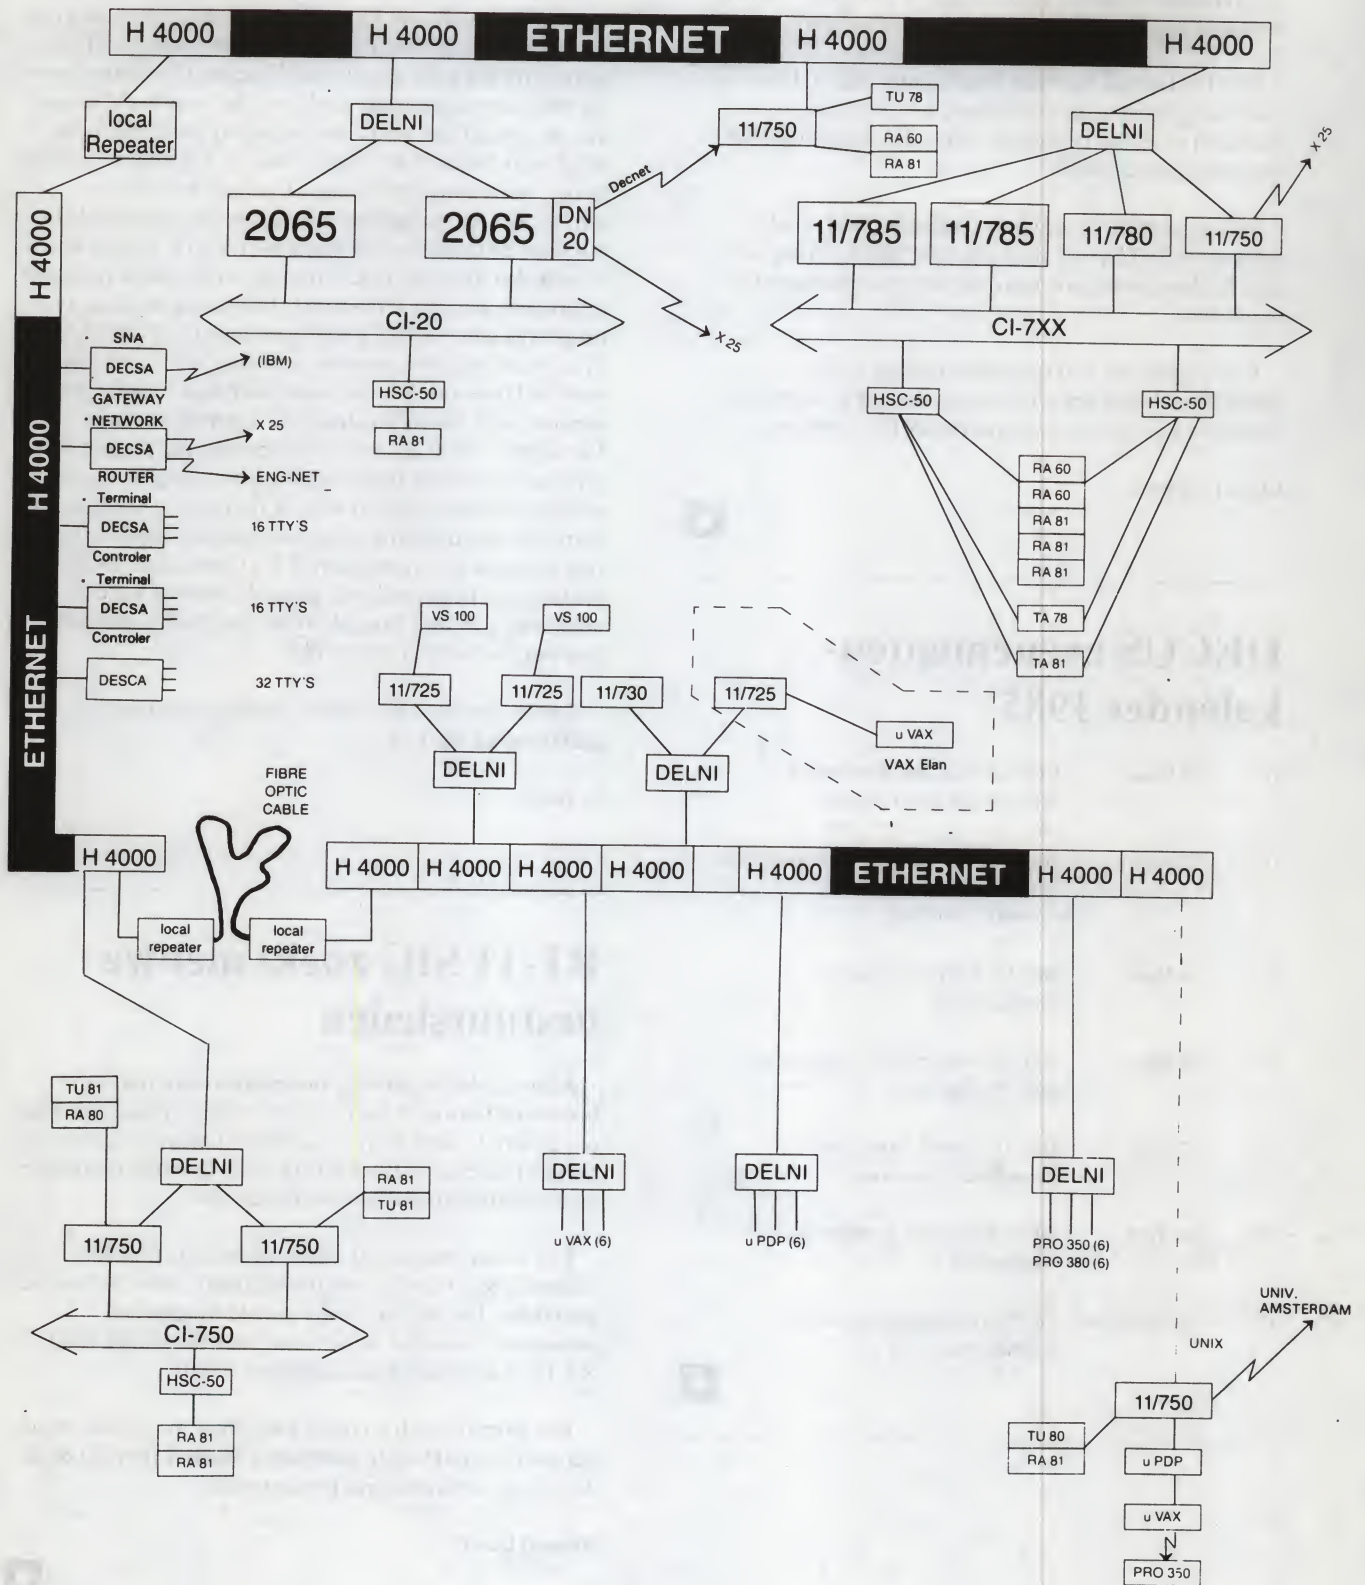 H 4000
H 4000
ETHERNET
H 4000
H 4000
local
Repeater
DELNI
11/750
TU 78
RA 60
RA 81
DELNI
X 25
Decnet
2065
2065
DN
20
11/785
11/785
11/780
11/750
H 4000
CI-20
X 25
CI-7XX
SNA
DECSA
GATEWAY
(IBM)
HSC-50
RA 81
HSC-50
HSC-50
H 4000
NETWORK
DECSA
ROUTER
X 25
ENG-NET
Terminal
DECSA
Controler
16 TTY'S
RA 60
RA 60
RA 81
RA 81
RA 81
Terminal
DECSA
Controler
16 TTY'S
TA 78
TA 81
ETHERNET
DESCA
32 TTY'S
VS 100
VS 100
11/725
11/725
11/730
11/725
u VAX
VAX Elan
DELNI
DELNI
FIBRE
OPTIC
CABLE
H 4000
H 4000
H 4000
H 4000
H 4000
H 4000
ETHERNET
H 4000
H 4000
local
repeater
local
repeater
TU 81
RA 80
DELNI
RA 81
TU 81
11/750
11/750
DELNI
u VAX (6)
DELNI
u PDP (6)
DELNI
PRO 350 (6)
PRO 380 (6)
CI-750
HSC-50
RA 81
RA 81
UNIV.
AMSTERDAM
UNIX
11/750
TU 80
RA 81
u PDP
u VAX
PRO 350